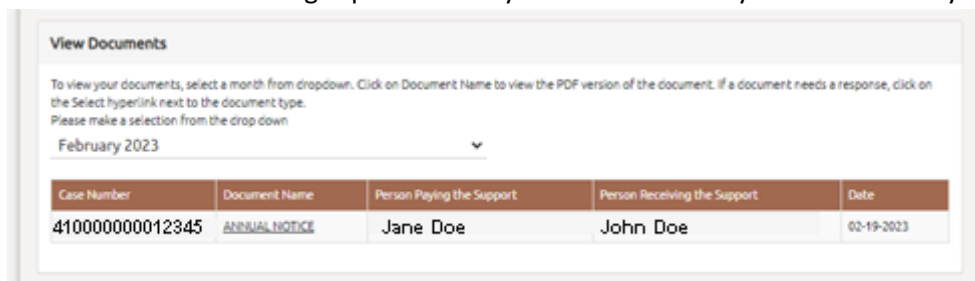 View Documents
To view your documents, select a month from dropdown. Click on Document Name to view the PDF version of the document. If a document needs a response, click on
the Select hyperlink next to the document type.
Please make a selection from the drop down
February 2023
Case Number Document Name Person Paying the Support Person Receiving the Support Date
410000000012345 ANNUAL NOTICE Jane Doe John Doe 02-19-2023